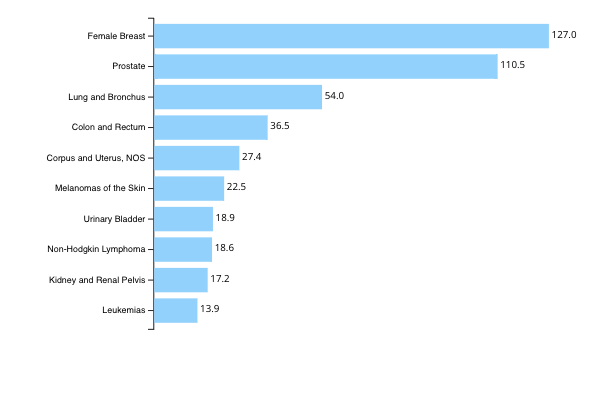 Female Breast 127.0
Prostate 110.5
Lung and Bronchus 54.0
Colon and Rectum 36.5
Corpus and Uterus, NOS 27.4
Melanomas of the Skin 22.5
Urinary Bladder 18.9
Non-Hodgkin Lymphoma 18.6
Kidney and Renal Pelvis 17.2
Leukemias 13.9